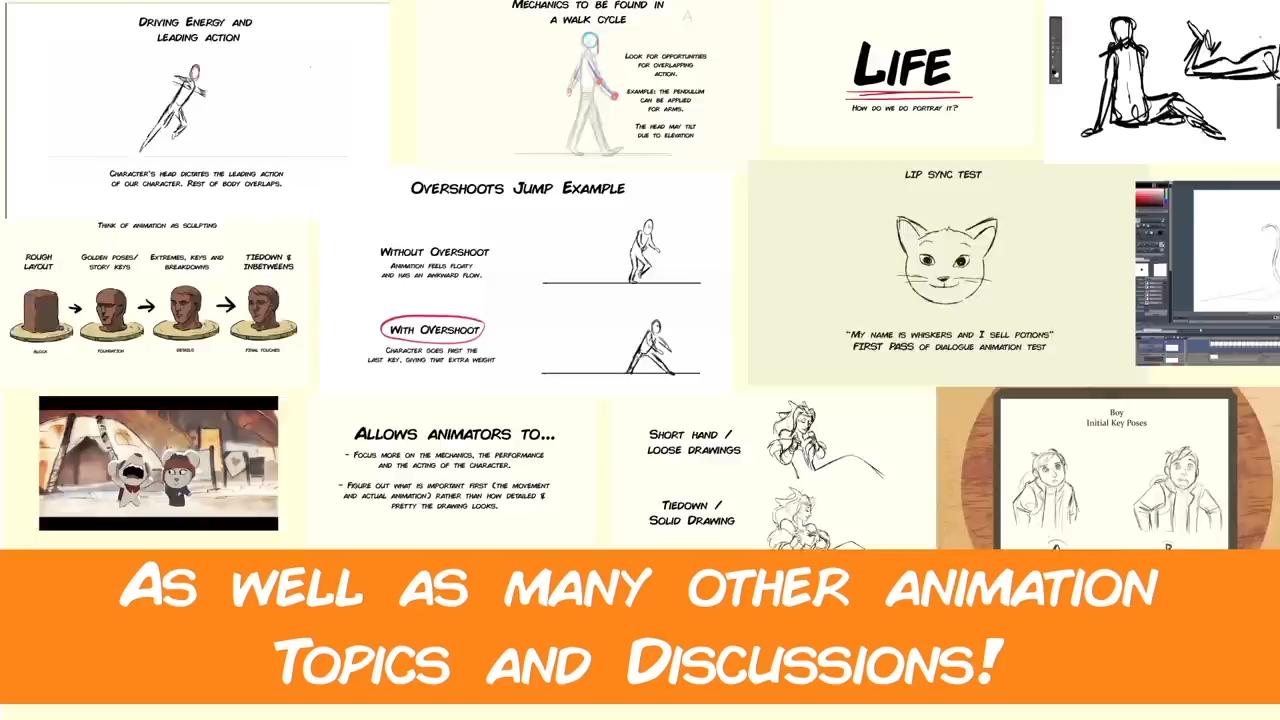 Driving Energy and
leading action
Character's head dictates the leading action
of our character. Rest of body overlaps.
Mechanics to be found in
a walk cycle
A
Look for opportunities
for overlapping
action.
Example: the pendulum
can be applied
for arms.
The head may tilt
due to elevation
Life
How do we do portray it?
Think of animation as sculpting
Rough
Layout
Golden poses/
story keys
Extremes, keys and
breakdowns
Tiedown &
Inbetweens
Block
Foundation
Details
Final touches
Overshoots Jump Example
Without Overshoot
Animation feels floaty
and has an awkward flow.
With Overshoot
Character goes past the
last key, giving that extra weight
Lip sync test
"My name is whiskers and I sell potions"
First pass of dialogue animation test
Allows animators to...
- Focus more on the mechanics, the performance
and the acting of the character.
- Figure out what is important first (the movement
and actual animation) rather than how detailed &
pretty the drawing looks.
Short hand /
loose drawings
Tiedown /
Solid Drawing
Boy
Initial Key Poses
As well as many other animation
Topics and Discussions!